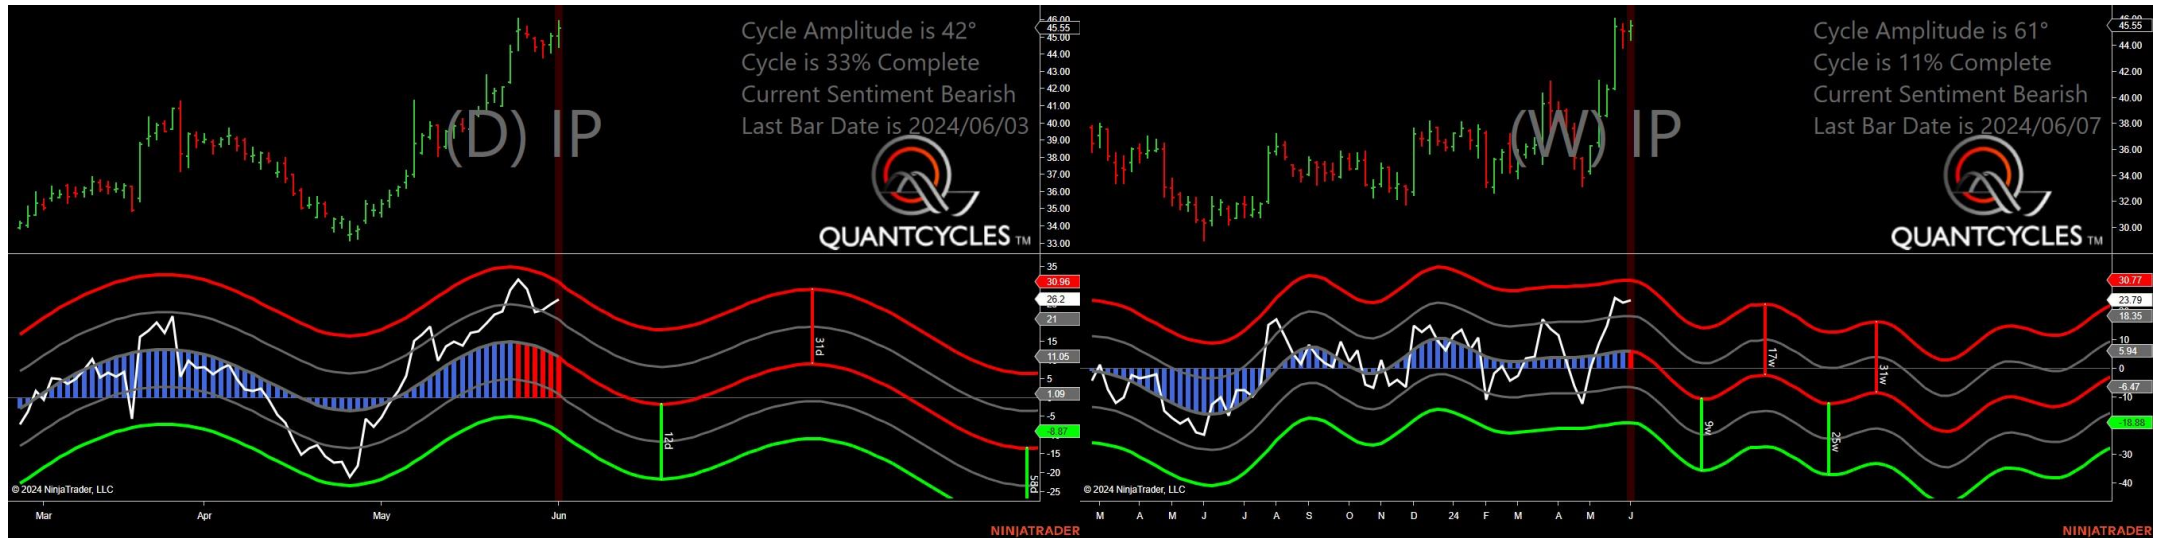 Cycle Amplitude is 42°
Cycle is 33% Complete
Current Sentiment Bearish
Last Bar Date is 2024/06/03
(D) IP
QUANTCYCLES TM
46.00
45.55
45.00
44.00
43.00
42.00
41.00
40.00
39.00
38.00
37.00
36.00
35.00
34.00
33.00
35
30.96
26.2
21
15
11.05
5
1.09
-5
-8.87
-15
-20
-25
31d
12d
58d
© 2024 NinjaTrader, LLC
Mar Apr May Jun
NINJATRADER
Cycle Amplitude is 61°
Cycle is 11% Complete
Current Sentiment Bearish
Last Bar Date is 2024/06/07
(W) IP
QUANTCYCLES TM
46.00
45.55
44.00
42.00
40.00
38.00
36.00
34.00
32.00
30.00
30.77
23.79
18.35
10
5.94
0
-6.47
-10
-18.88
-30
-40
17w
31w
9w
25w
© 2024 NinjaTrader, LLC
M A M J J A S O N D 24 F M A M J
NINJATRADER